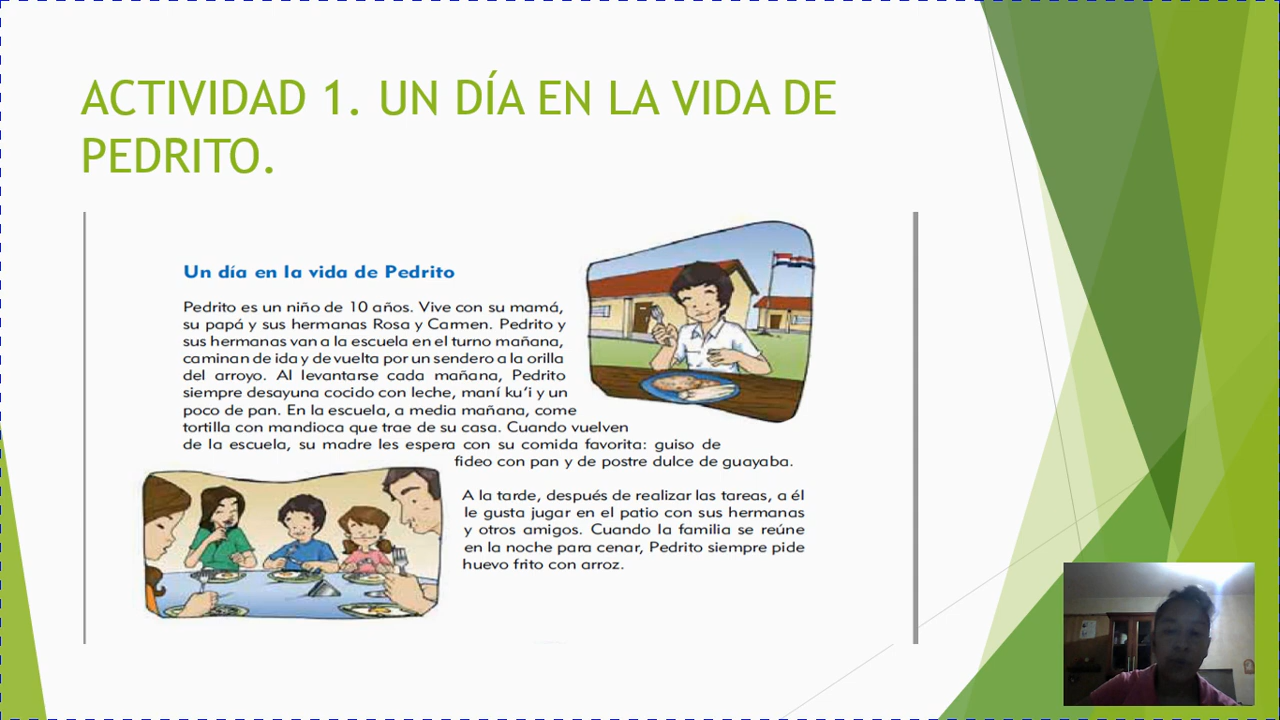 ACTIVIDAD 1. UN DÍA EN LA VIDA DE
PEDRITO.
Un día en la vida de Pedrito
Pedrito es un niño de 10 años. Vive con su mamá,
su papá y sus hermanas Rosa y Carmen. Pedrito y
sus hermanas van a la escuela en el turno mañana,
caminan de ida y de vuelta por un sendero a la orilla
del arroyo. Al levantarse cada mañana, Pedrito
siempre desayuna cocido con leche, maní ku‘i y un
poco de pan. En la escuela, a media mañana, come
tortilla con mandioca que trae de su casa. Cuando vuelven
de la escuela, su madre les espera con su comida favorita: guiso de
fideo con pan y de postre dulce de guayaba.
A la tarde, después de realizar las tareas, a él
le gusta jugar en el patio con sus hermanas
y otros amigos. Cuando la familia se reúne
en la noche para cenar, Pedrito siempre pide
huevo frito con arroz.